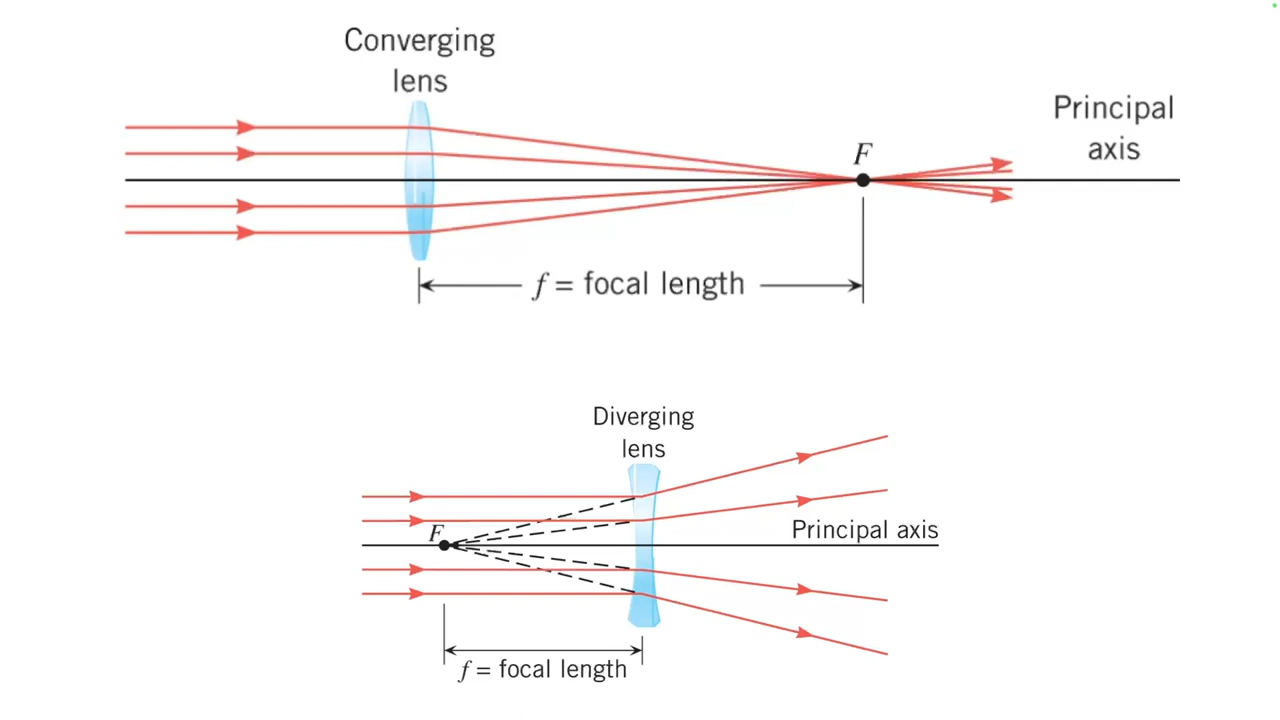 Converging
lens
Principal
axis
F
f = focal length
Diverging
lens
F
Principal axis
f = focal length